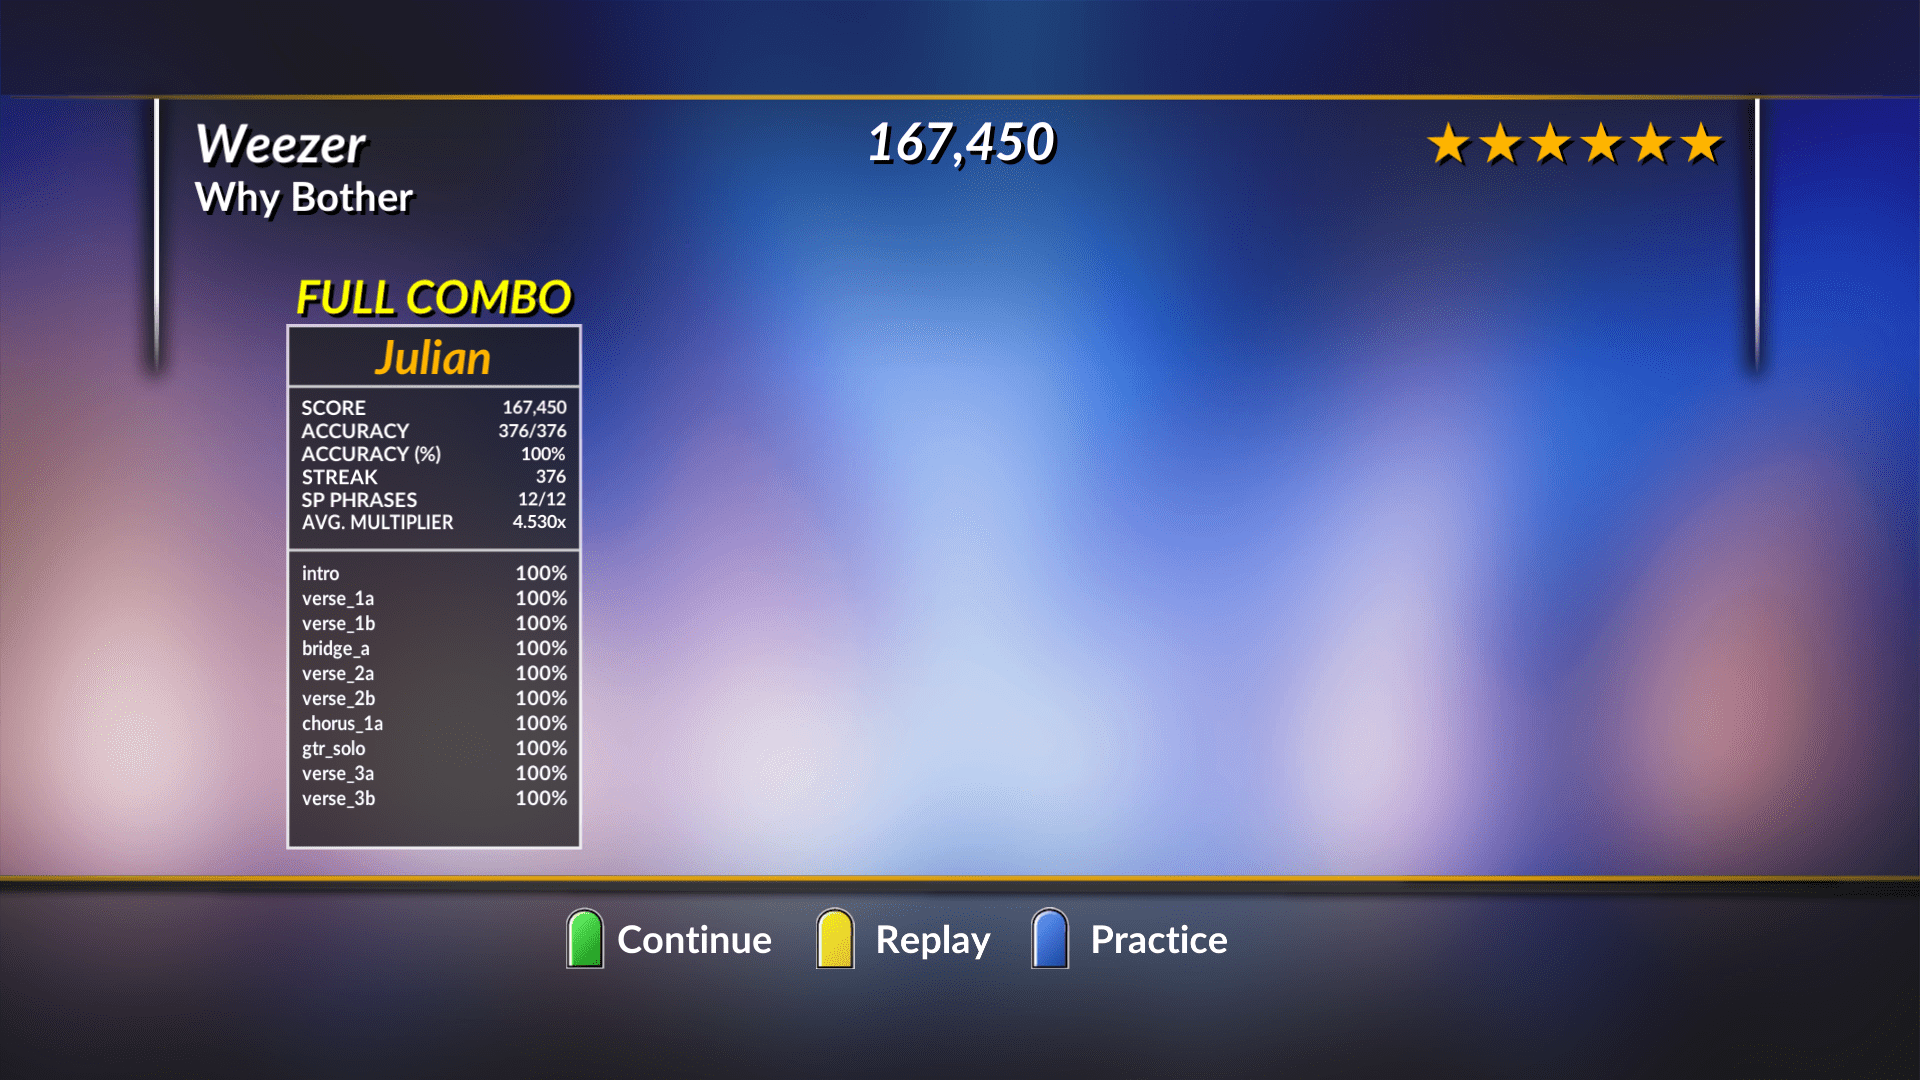 Weezer
167,450
Why Bother
FULL COMBO
Julian
SCORE 167,450
ACCURACY 376/376
ACCURACY (%) 100%
STREAK 376
SP PHRASES 12/12
AVG. MULTIPLIER 4.530x
intro 100%
verse_1a 100%
verse_1b 100%
bridge_a 100%
verse_2a 100%
verse_2b 100%
chorus_1a 100%
gtr_solo 100%
verse_3a 100%
verse_3b 100%
Continue Replay Practice